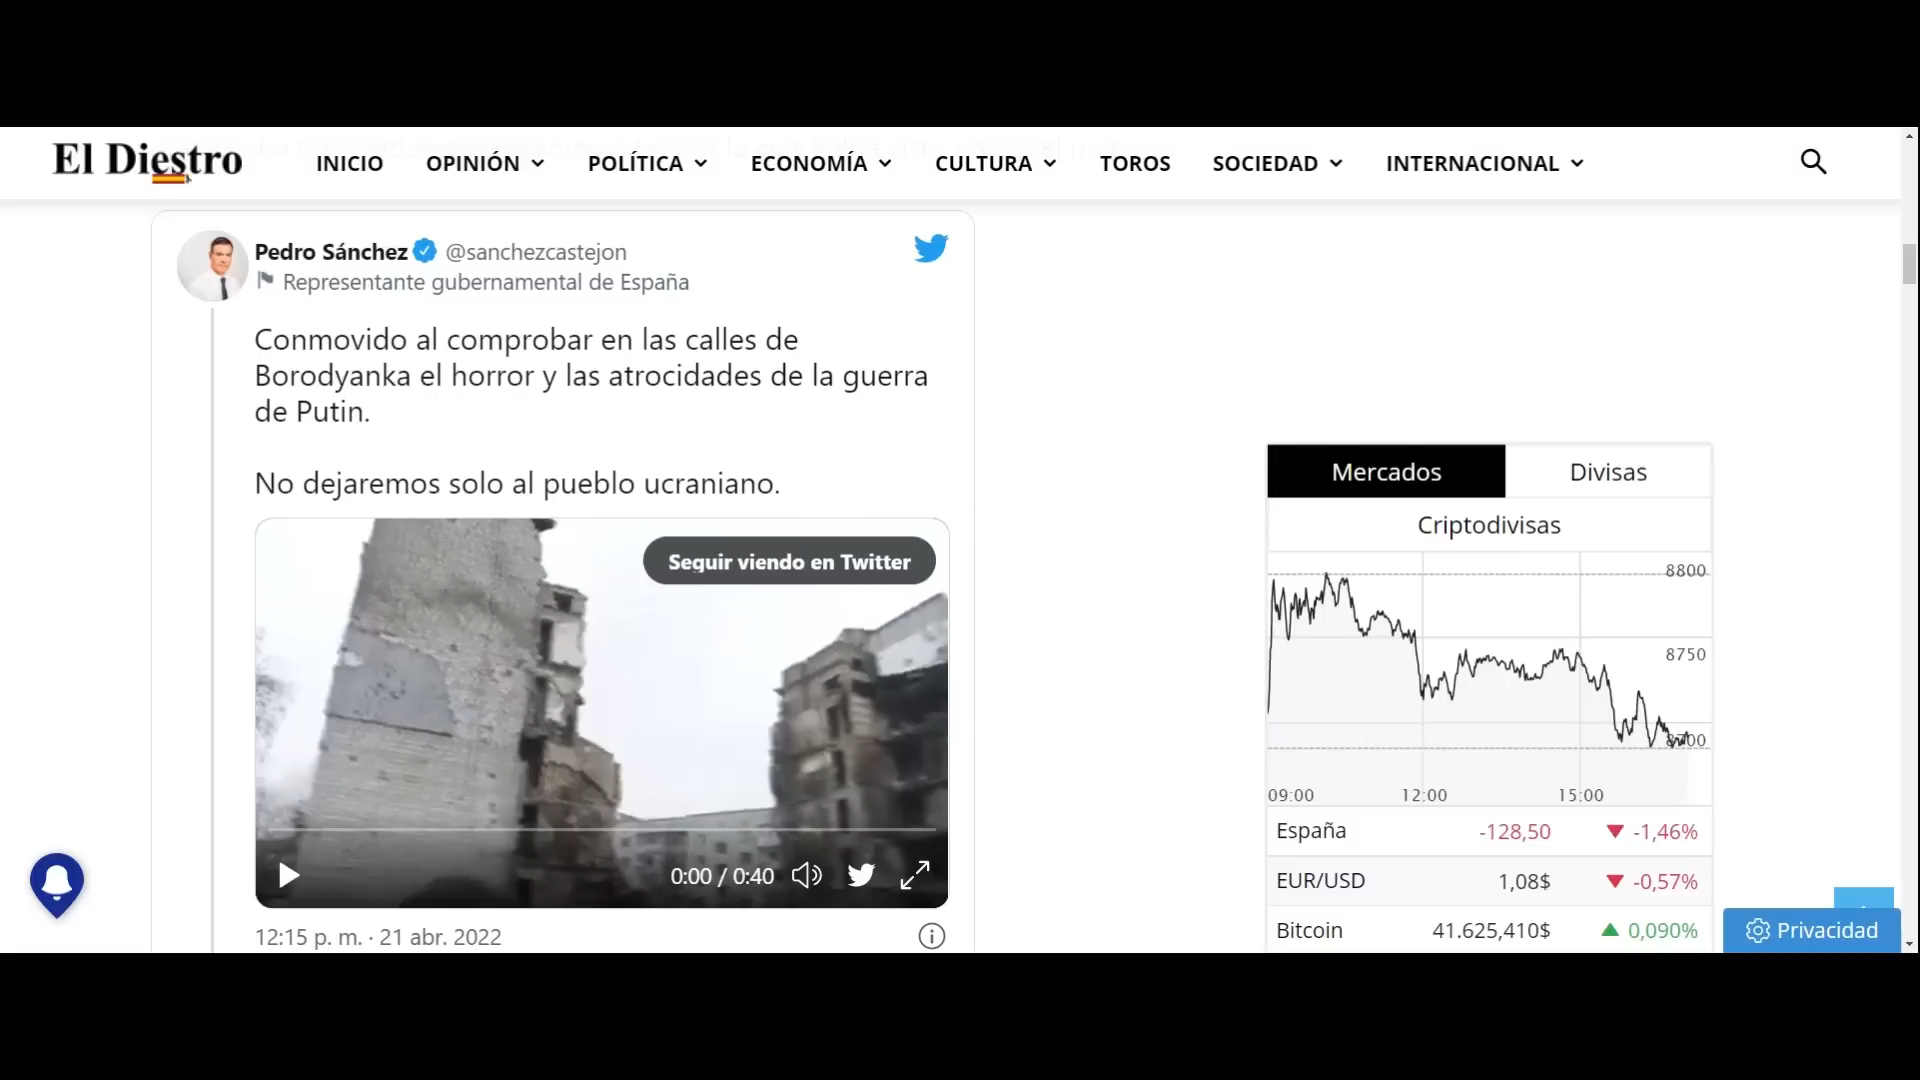 El Diestro
INICIO
OPINIÓN
POLÍTICA
ECONOMÍA
CULTURA
TOROS
SOCIEDAD
INTERNACIONAL
Pedro Sánchez @sanchezcastejon
Representante gubernamental de España
Conmovido al comprobar en las calles de
Borodyanka el horror y las atrocidades de la guerra
de Putin.
No dejaremos solo al pueblo ucraniano.
Seguir viendo en Twitter
0:00 / 0:40
12:15 p. m. · 21 abr. 2022
Mercados
Divisas
Criptodivisas
8800
8750
8700
09:00
12:00
15:00
España -128,50 ▼ -1,46%
EUR/USD 1,08$ ▼ -0,57%
Bitcoin 41.625,410$ ▲ 0,090%
Privacidad